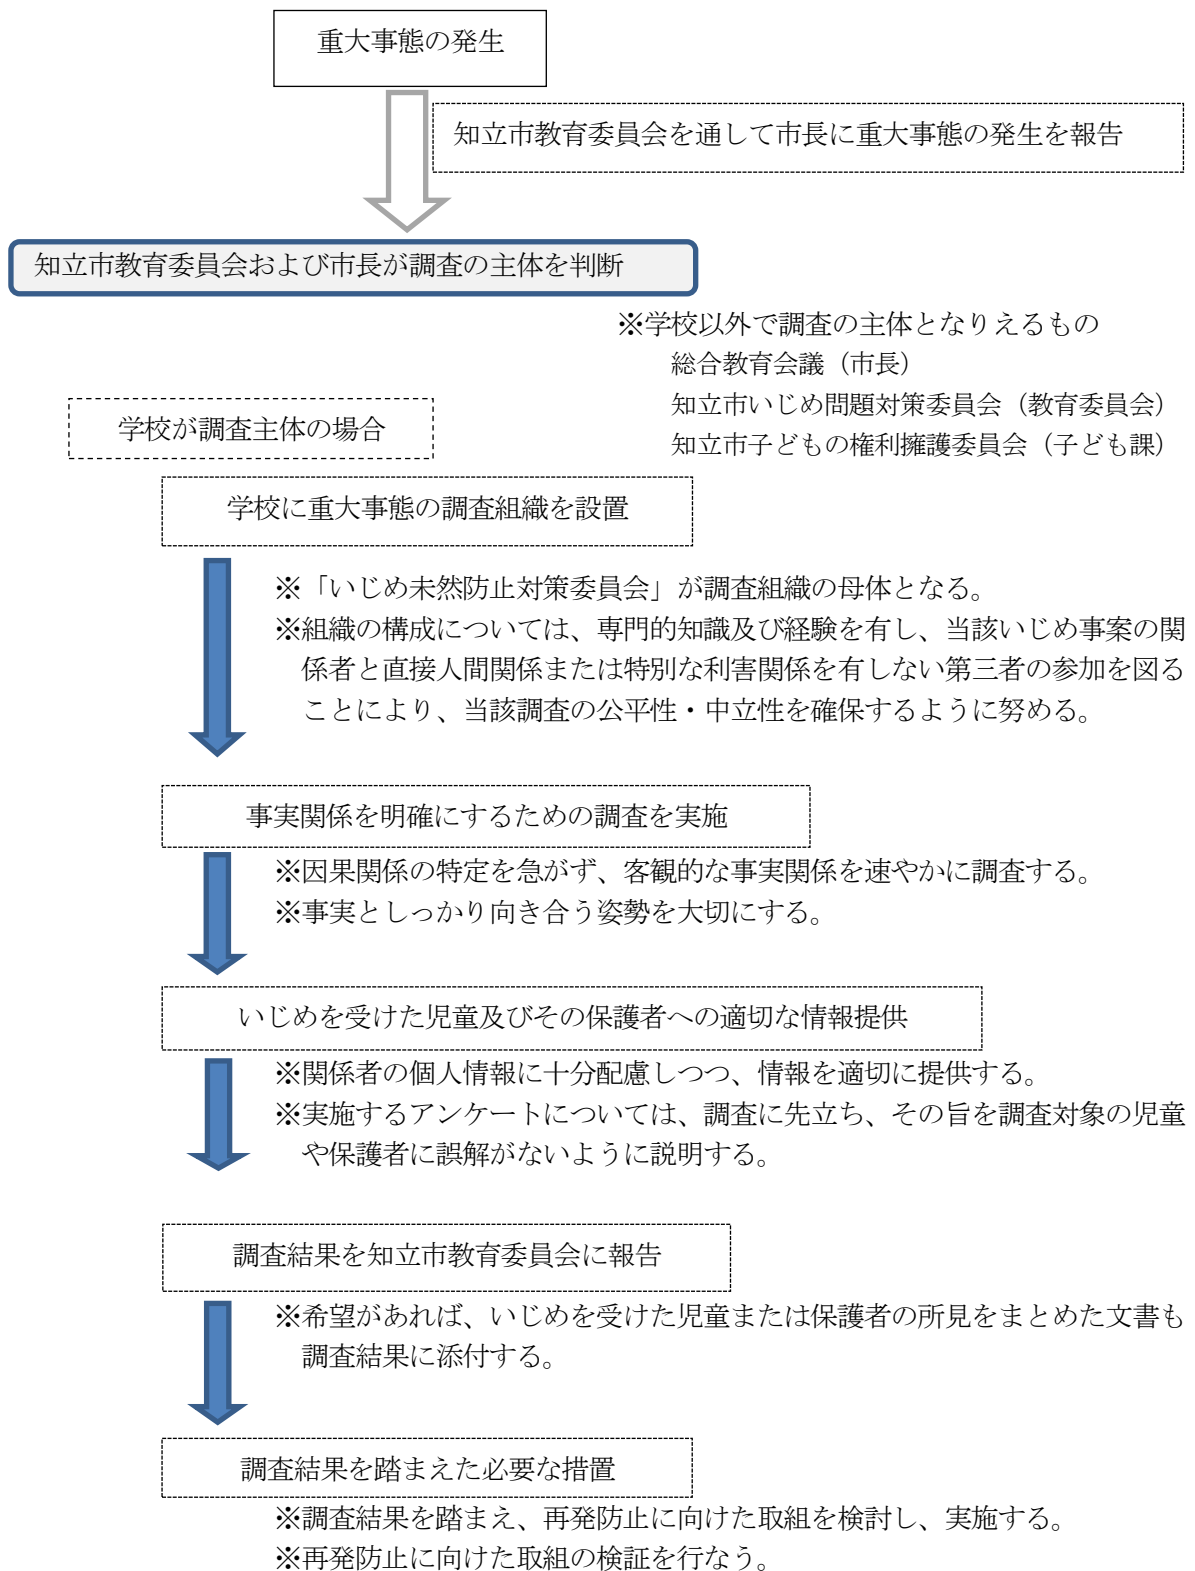 重大事態の発生
知立市教育委員会を通して市長に重大事態の発生を報告
知立市教育委員会および市長が調査の主体を判断
※学校以外で調査の主体となりえるもの
総合教育会議（市長）
知立市いじめ問題対策委員会（教育委員会）
知立市子どもの権利擁護委員会（子ども課）
学校が調査主体の場合
学校に重大事態の調査組織を設置
※「いじめ未然防止対策委員会」が調査組織の母体となる。
※組織の構成については、専門的知識及び経験を有し、当該いじめ事案の関
係者と直接人間関係または特別な利害関係を有しない第三者の参加を図る
ことにより、当該調査の公平性・中立性を確保するように努める。
事実関係を明確にするための調査を実施
※因果関係の特定を急がず、客観的な事実関係を速やかに調査する。
※事実としっかり向き合う姿勢を大切にする。
いじめを受けた児童及びその保護者への適切な情報提供
※関係者の個人情報に十分配慮しつつ、情報を適切に提供する。
※実施するアンケートについては、調査に先立ち、その旨を調査対象の児童
や保護者に誤解がないように説明する。
調査結果を知立市教育委員会に報告
※希望があれば、いじめを受けた児童または保護者の所見をまとめた文書も
調査結果に添付する。
調査結果を踏まえた必要な措置
※調査結果を踏まえ、再発防止に向けた取組を検討し、実施する。
※再発防止に向けた取組の検証を行なう。